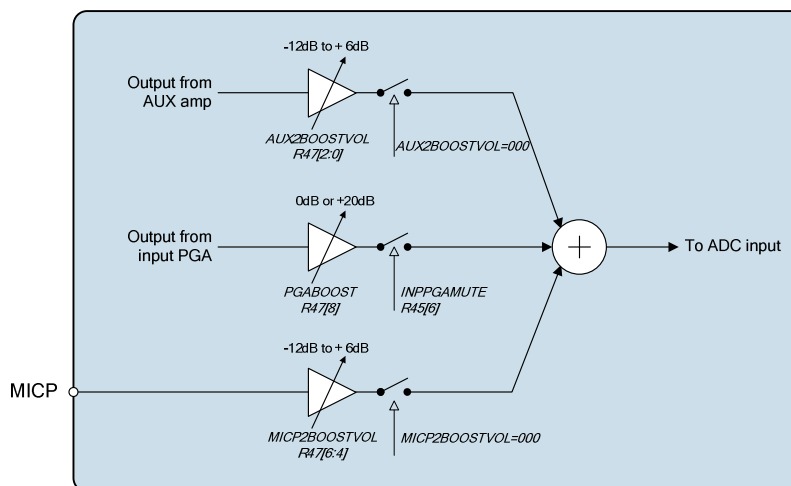 -12dB to + 6dB
Output from
AUX amp
AUX2BOOSTVOL
R47[2:0]
AUX2BOOSTVOL=000
0dB or +20dB
Output from
input PGA
+
To ADC input
PGABOOST
R47[8]
INPPGAMUTE
R45[6]
-12dB to + 6dB
MICP
MICP2BOOSTVOL
R47[6:4]
MICP2BOOSTVOL=000